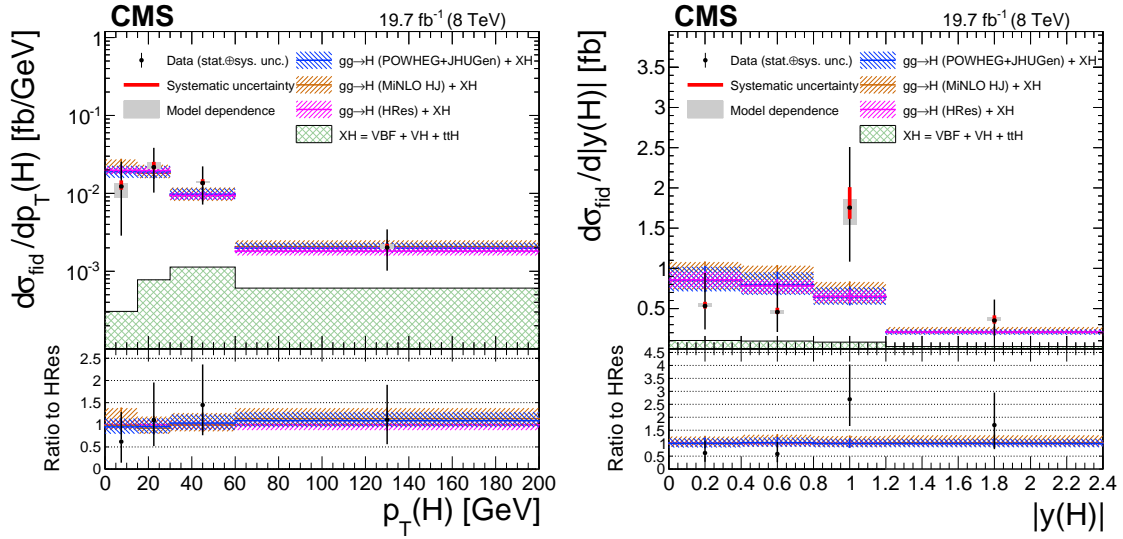 CMS
19.7 fb⁻¹ (8 TeV)
dσ_fid/dp_T(H) [fb/GeV]
1
10⁻¹
10⁻²
10⁻³
Data (stat.⊕sys. unc.)
Systematic uncertainty
Model dependence
gg→H (POWHEG+JHUGen) + XH
gg→H (MiNLO HJ) + XH
gg→H (HRes) + XH
XH = VBF + VH + ttH
Ratio to HRes
2.5
2
1.5
1
0.5
0
0 20 40 60 80 100 120 140 160 180 200
p_T(H) [GeV]
CMS
19.7 fb⁻¹ (8 TeV)
dσ_fid/d|y(H)| [fb]
3.5
3
2.5
2
1.5
1
0.5
Data (stat.⊕sys. unc.)
Systematic uncertainty
Model dependence
gg→H (POWHEG+JHUGen) + XH
gg→H (MiNLO HJ) + XH
gg→H (HRes) + XH
XH = VBF + VH + ttH
Ratio to HRes
4.5
4
3.5
3
2.5
2
1.5
1
0.5
0
0 0.2 0.4 0.6 0.8 1 1.2 1.4 1.6 1.8 2 2.2 2.4
|y(H)|